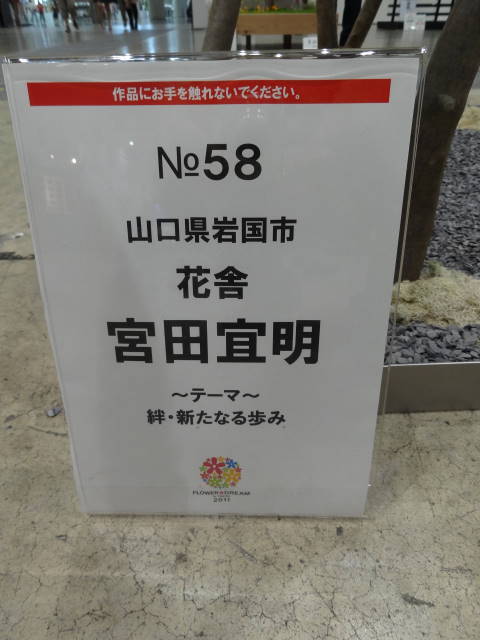 作品にお手を触れないでください。
№58
山口県岩国市
花舎
宮田宜明
～テーマ～
絆・新たなる歩み
FLOWER DREAM
2011